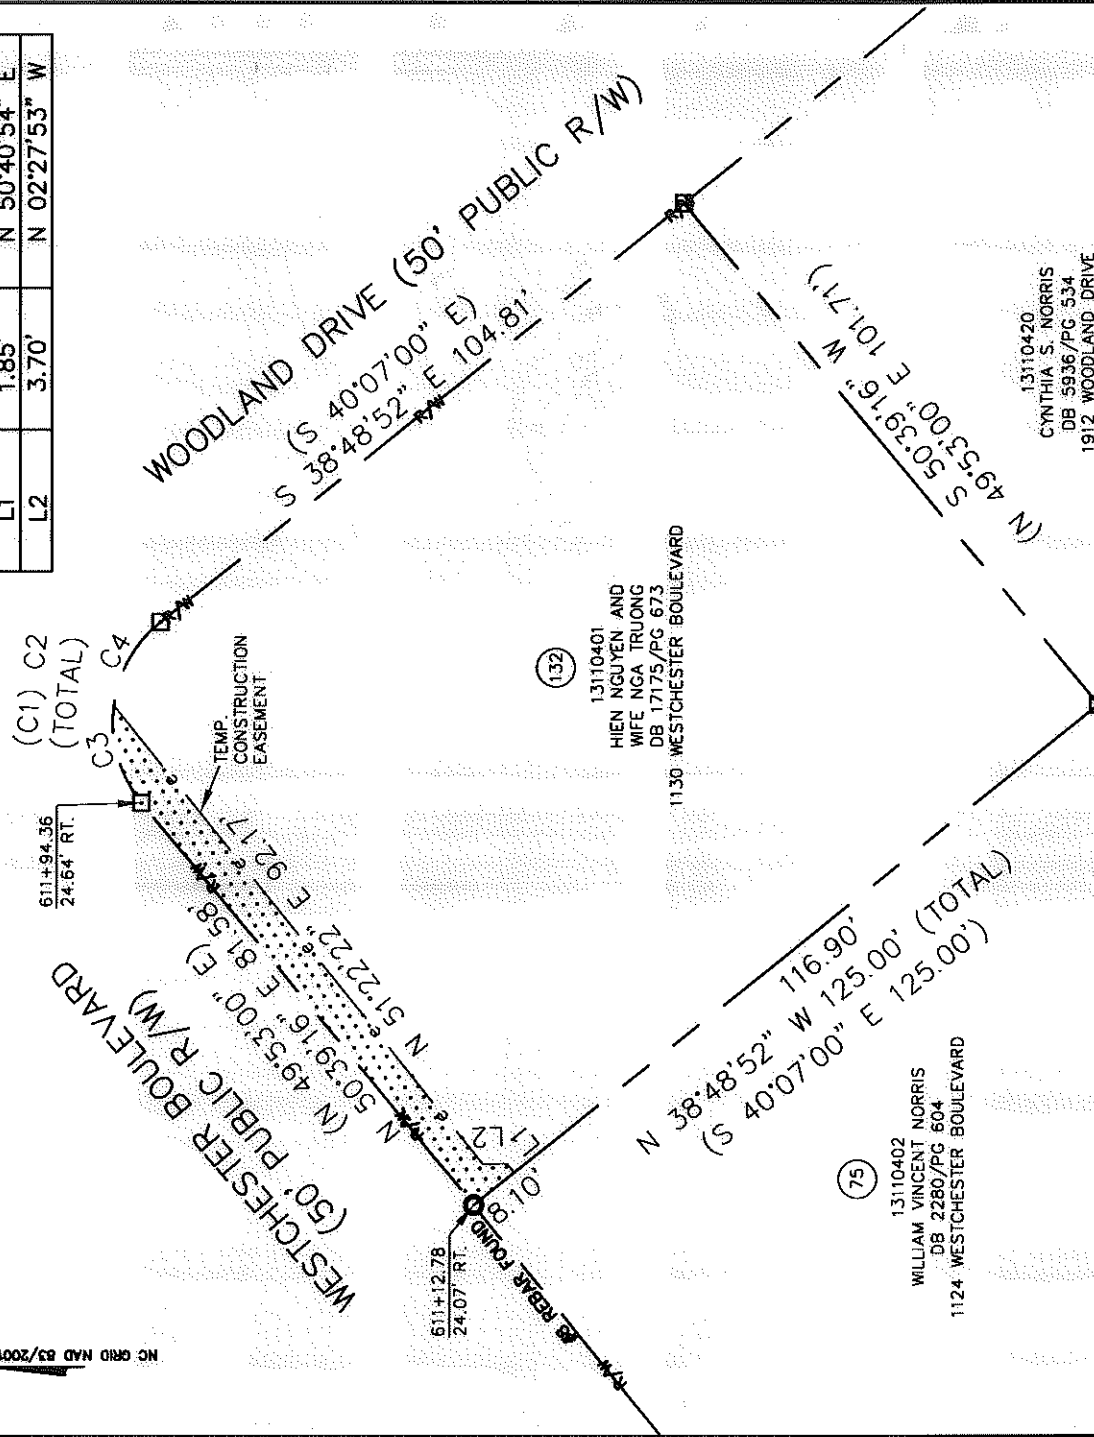 L1 1.85' N 50°40'54" E
L2 3.70' N 02°27'53" W
(C1) C2
(TOTAL)
C3
C4
611+94.36
24.64' RT.
TEMP.
CONSTRUCTION
EASEMENT
WOODLAND DRIVE (50' PUBLIC R/W)
(S 40°07'00" E)
S 38°48'52" E 104.81'
R/W
R/W
R/W
WESTCHESTER BOULEVARD
(50' PUBLIC R/W)
(N 49°53'00" E)
N 50°39'16" E 81.58'
R/W
R/W
N 51°22'22" E 92.17'
e
e
e
e
e
L1
L2
8.10'
611+12.78
24.07' RT.
#8 REBAR FOUND
R/W
132
13110401
HIEN NGUYEN AND
WIFE NGA TRUONG
DB 17175/PG 673
1130 WESTCHESTER BOULEVARD
S 50°39'16" W
(N 49°53'00" E 101.71')
13110420
CYNTHIA S. NORRIS
DB 5936/PG 534
1912 WOODLAND DRIVE
116.90'
N 38°48'52" W 125.00' (TOTAL)
(S 40°07'00" E 125.00')
75
13110402
WILLIAM VINCENT NORRIS
DB 2280/PG 604
1124 WESTCHESTER BOULEVARD
NC GRID NAD 83/2001